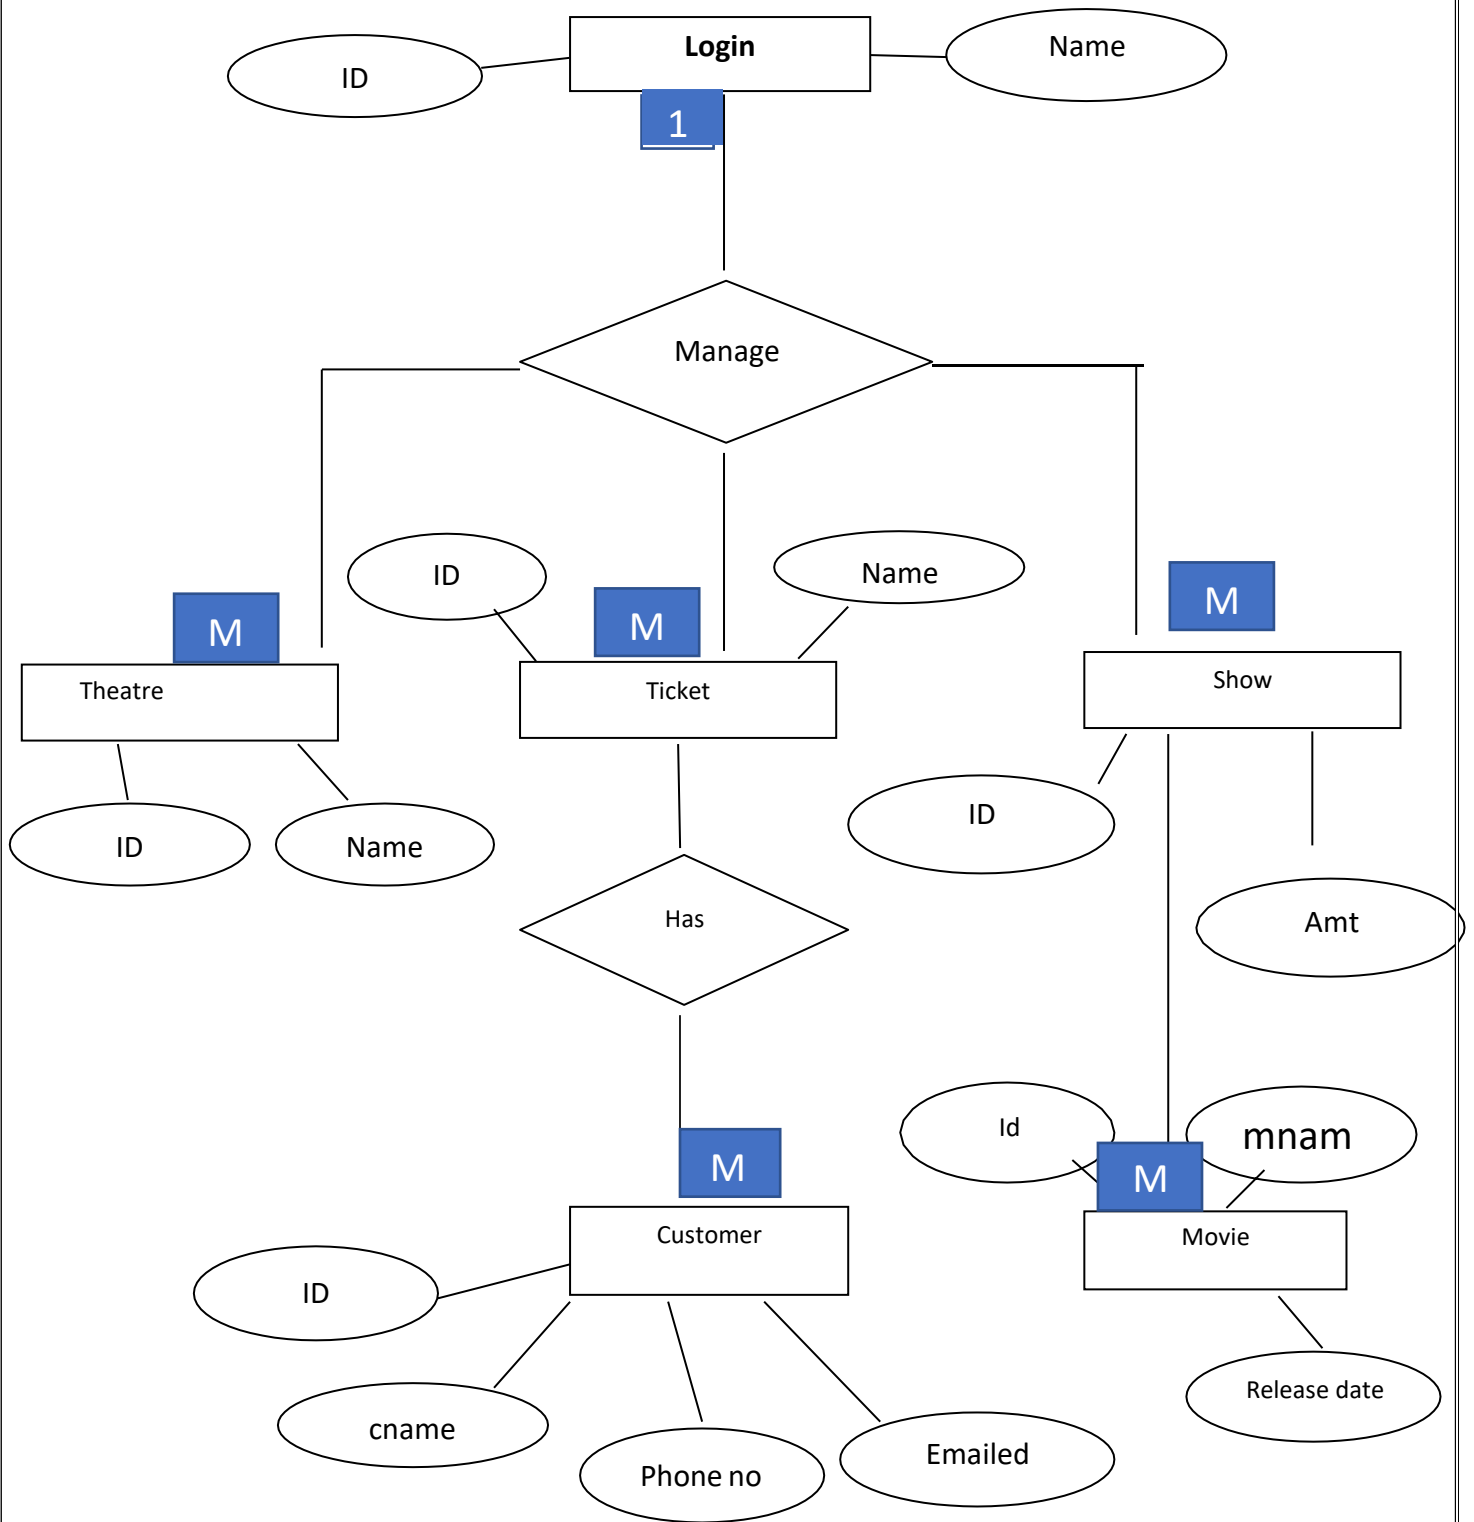 Login
Name
ID
1
Manage
ID
Name
M
M
M
Theatre
Ticket
Show
ID
ID
Name
Has
Amt
Id
mnam
M
M
Customer
Movie
ID
Release date
cname
Emailed
Phone no